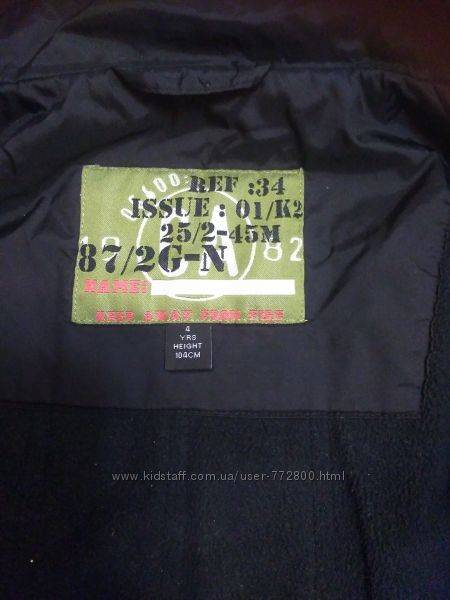 REF :34
ISSUE : 01/K2
25/2-45M
87/2G-N
82
NAME:
KEEP AWAY FROM FIRE
4
YRS
HEIGHT
104CM
www.kidstaff.com.ua/user-772800.html